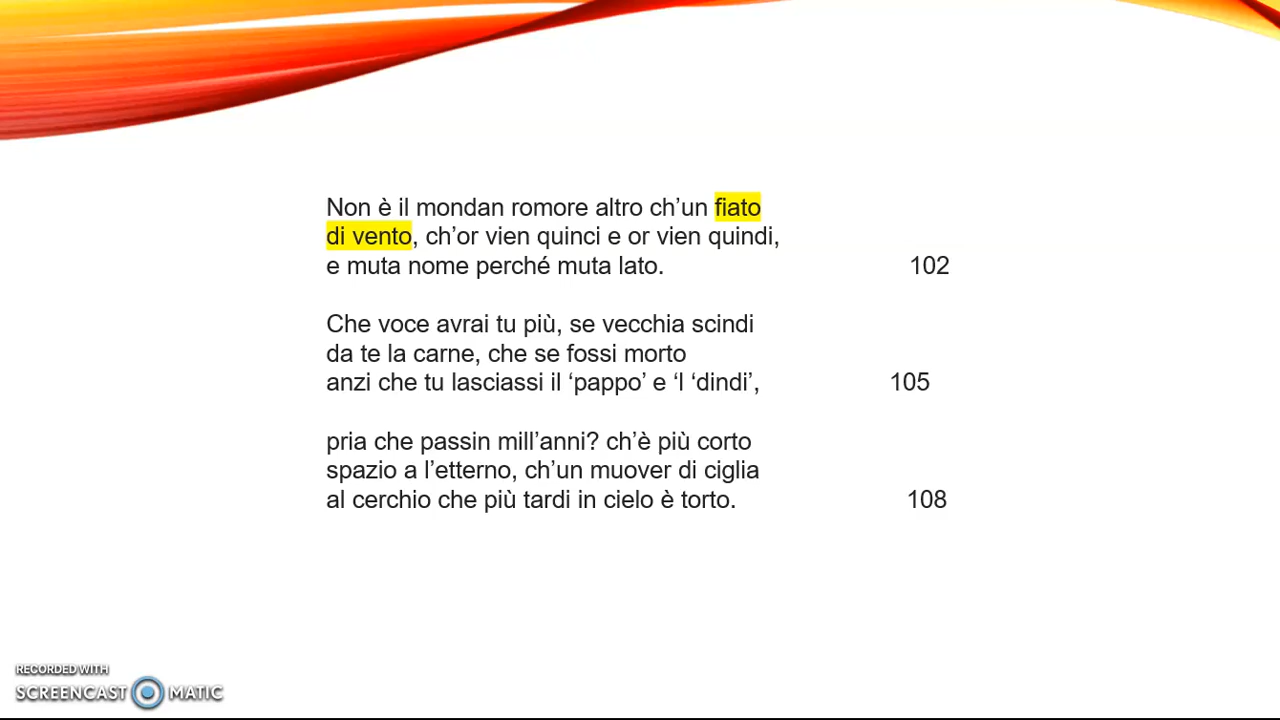 Non è il mondan romore altro ch’un fiato
di vento, ch’or vien quinci e or vien quindi,
e muta nome perché muta lato. 102
Che voce avrai tu più, se vecchia scindi
da te la carne, che se fossi morto
anzi che tu lasciassi il ‘pappo’ e ‘l ‘dindi’, 105
pria che passin mill’anni? ch’è più corto
spazio a l’etterno, ch’un muover di ciglia
al cerchio che più tardi in cielo è torto. 108
RECORDED WITH
SCREENCAST MATIC